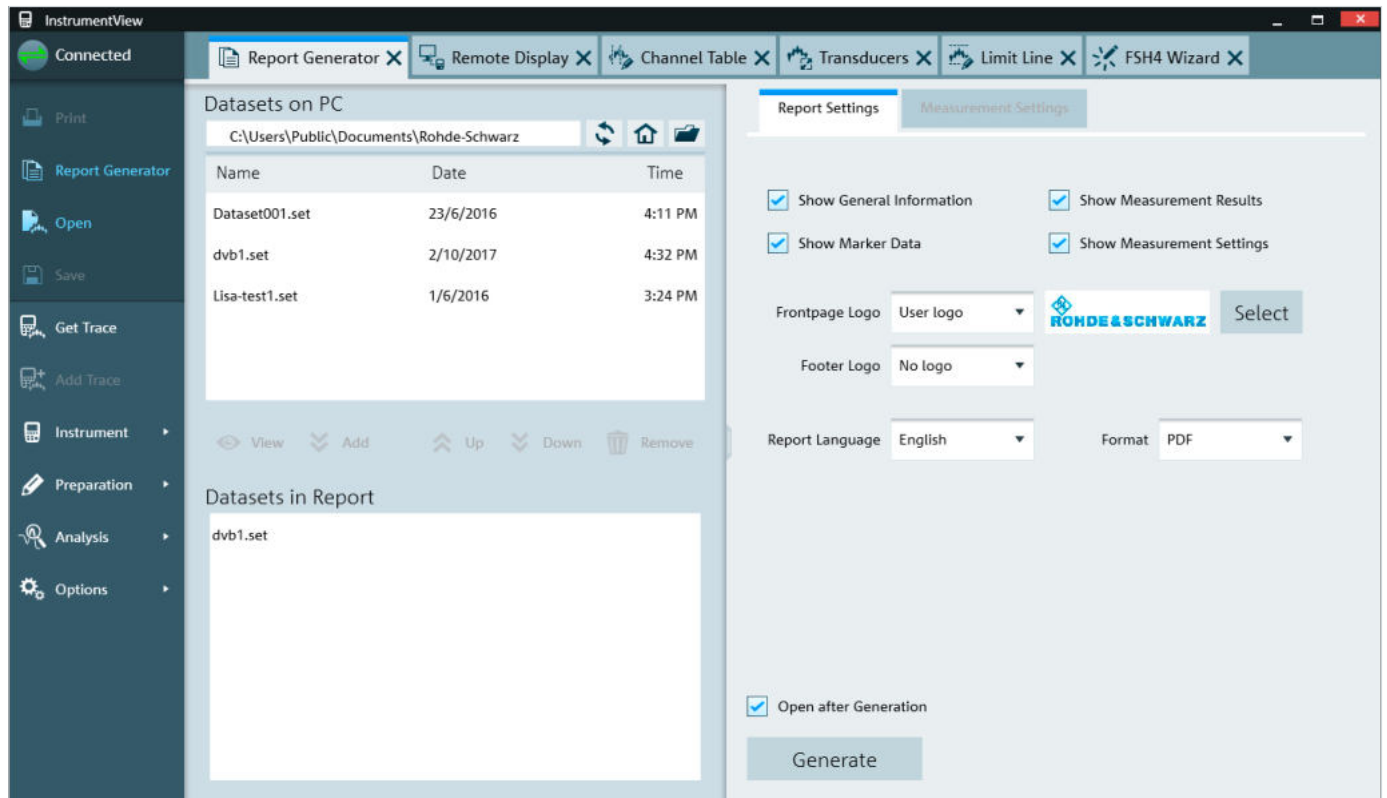 InstrumentView
Connected
Report Generator
Remote Display
Channel Table
Transducers
Limit Line
FSH4 Wizard
Print
Report Generator
Open
Save
Get Trace
Add Trace
Instrument
Preparation
Analysis
Options
Datasets on PC
C:\Users\Public\Documents\Rohde-Schwarz
Name Date Time
Dataset001.set 23/6/2016 4:11 PM
dvb1.set 2/10/2017 4:32 PM
Lisa-test1.set 1/6/2016 3:24 PM
View Add Up Down Remove
Datasets in Report
dvb1.set
Report Settings Measurement Settings
Show General Information Show Measurement Results
Show Marker Data Show Measurement Settings
Frontpage Logo User logo ROHDE&SCHWARZ Select
Footer Logo No logo
Report Language English Format PDF
Open after Generation
Generate